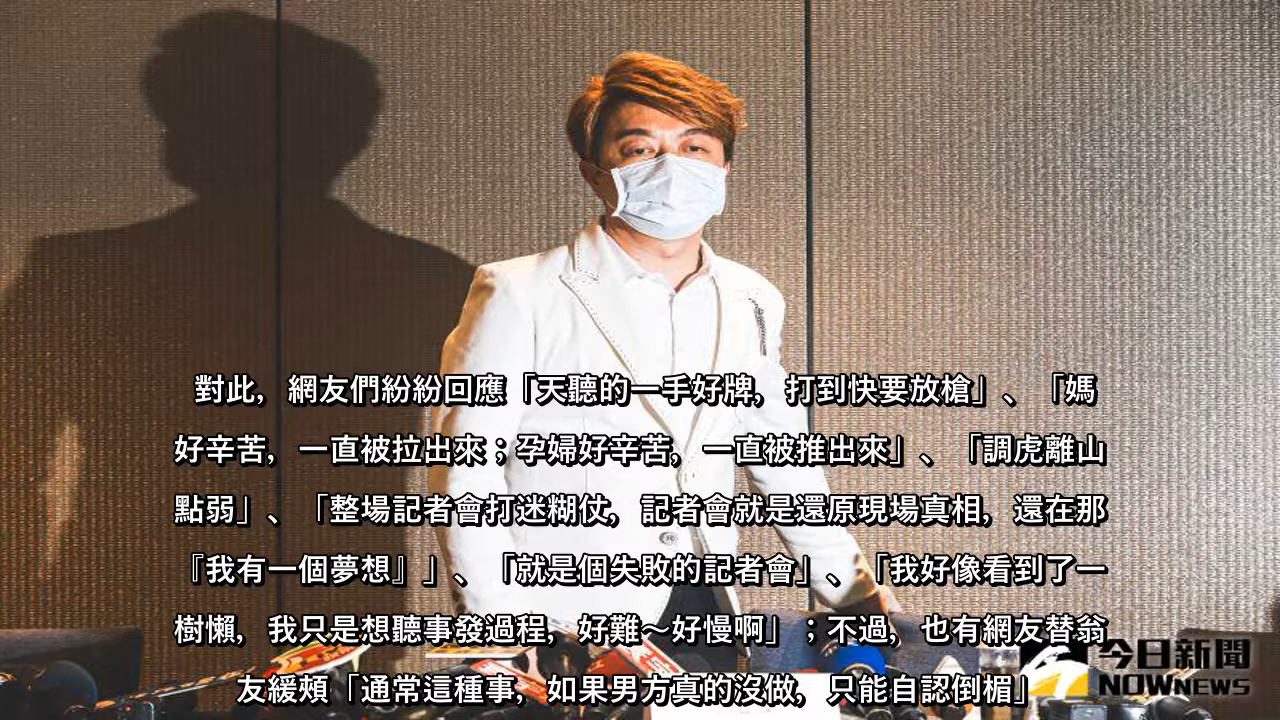 對此，網友們紛紛回應「天聽的一手好牌，打到快要放槍」、「媽
好辛苦，一直被拉出來；孕婦好辛苦，一直被推出來」、「調虎離山
點弱」、「整場記者會打迷糊仗，記者會就是還原現場真相，還在那
『我有一個夢想』」、「就是個失敗的記者會」、「我好像看到了一
樹懶，我只是想聽事發過程，好難～好慢啊」；不過，也有網友替翁
友緩頰「通常這種事，如果男方真的沒做，只能自認倒楣」
今日新聞
NOWNEWS